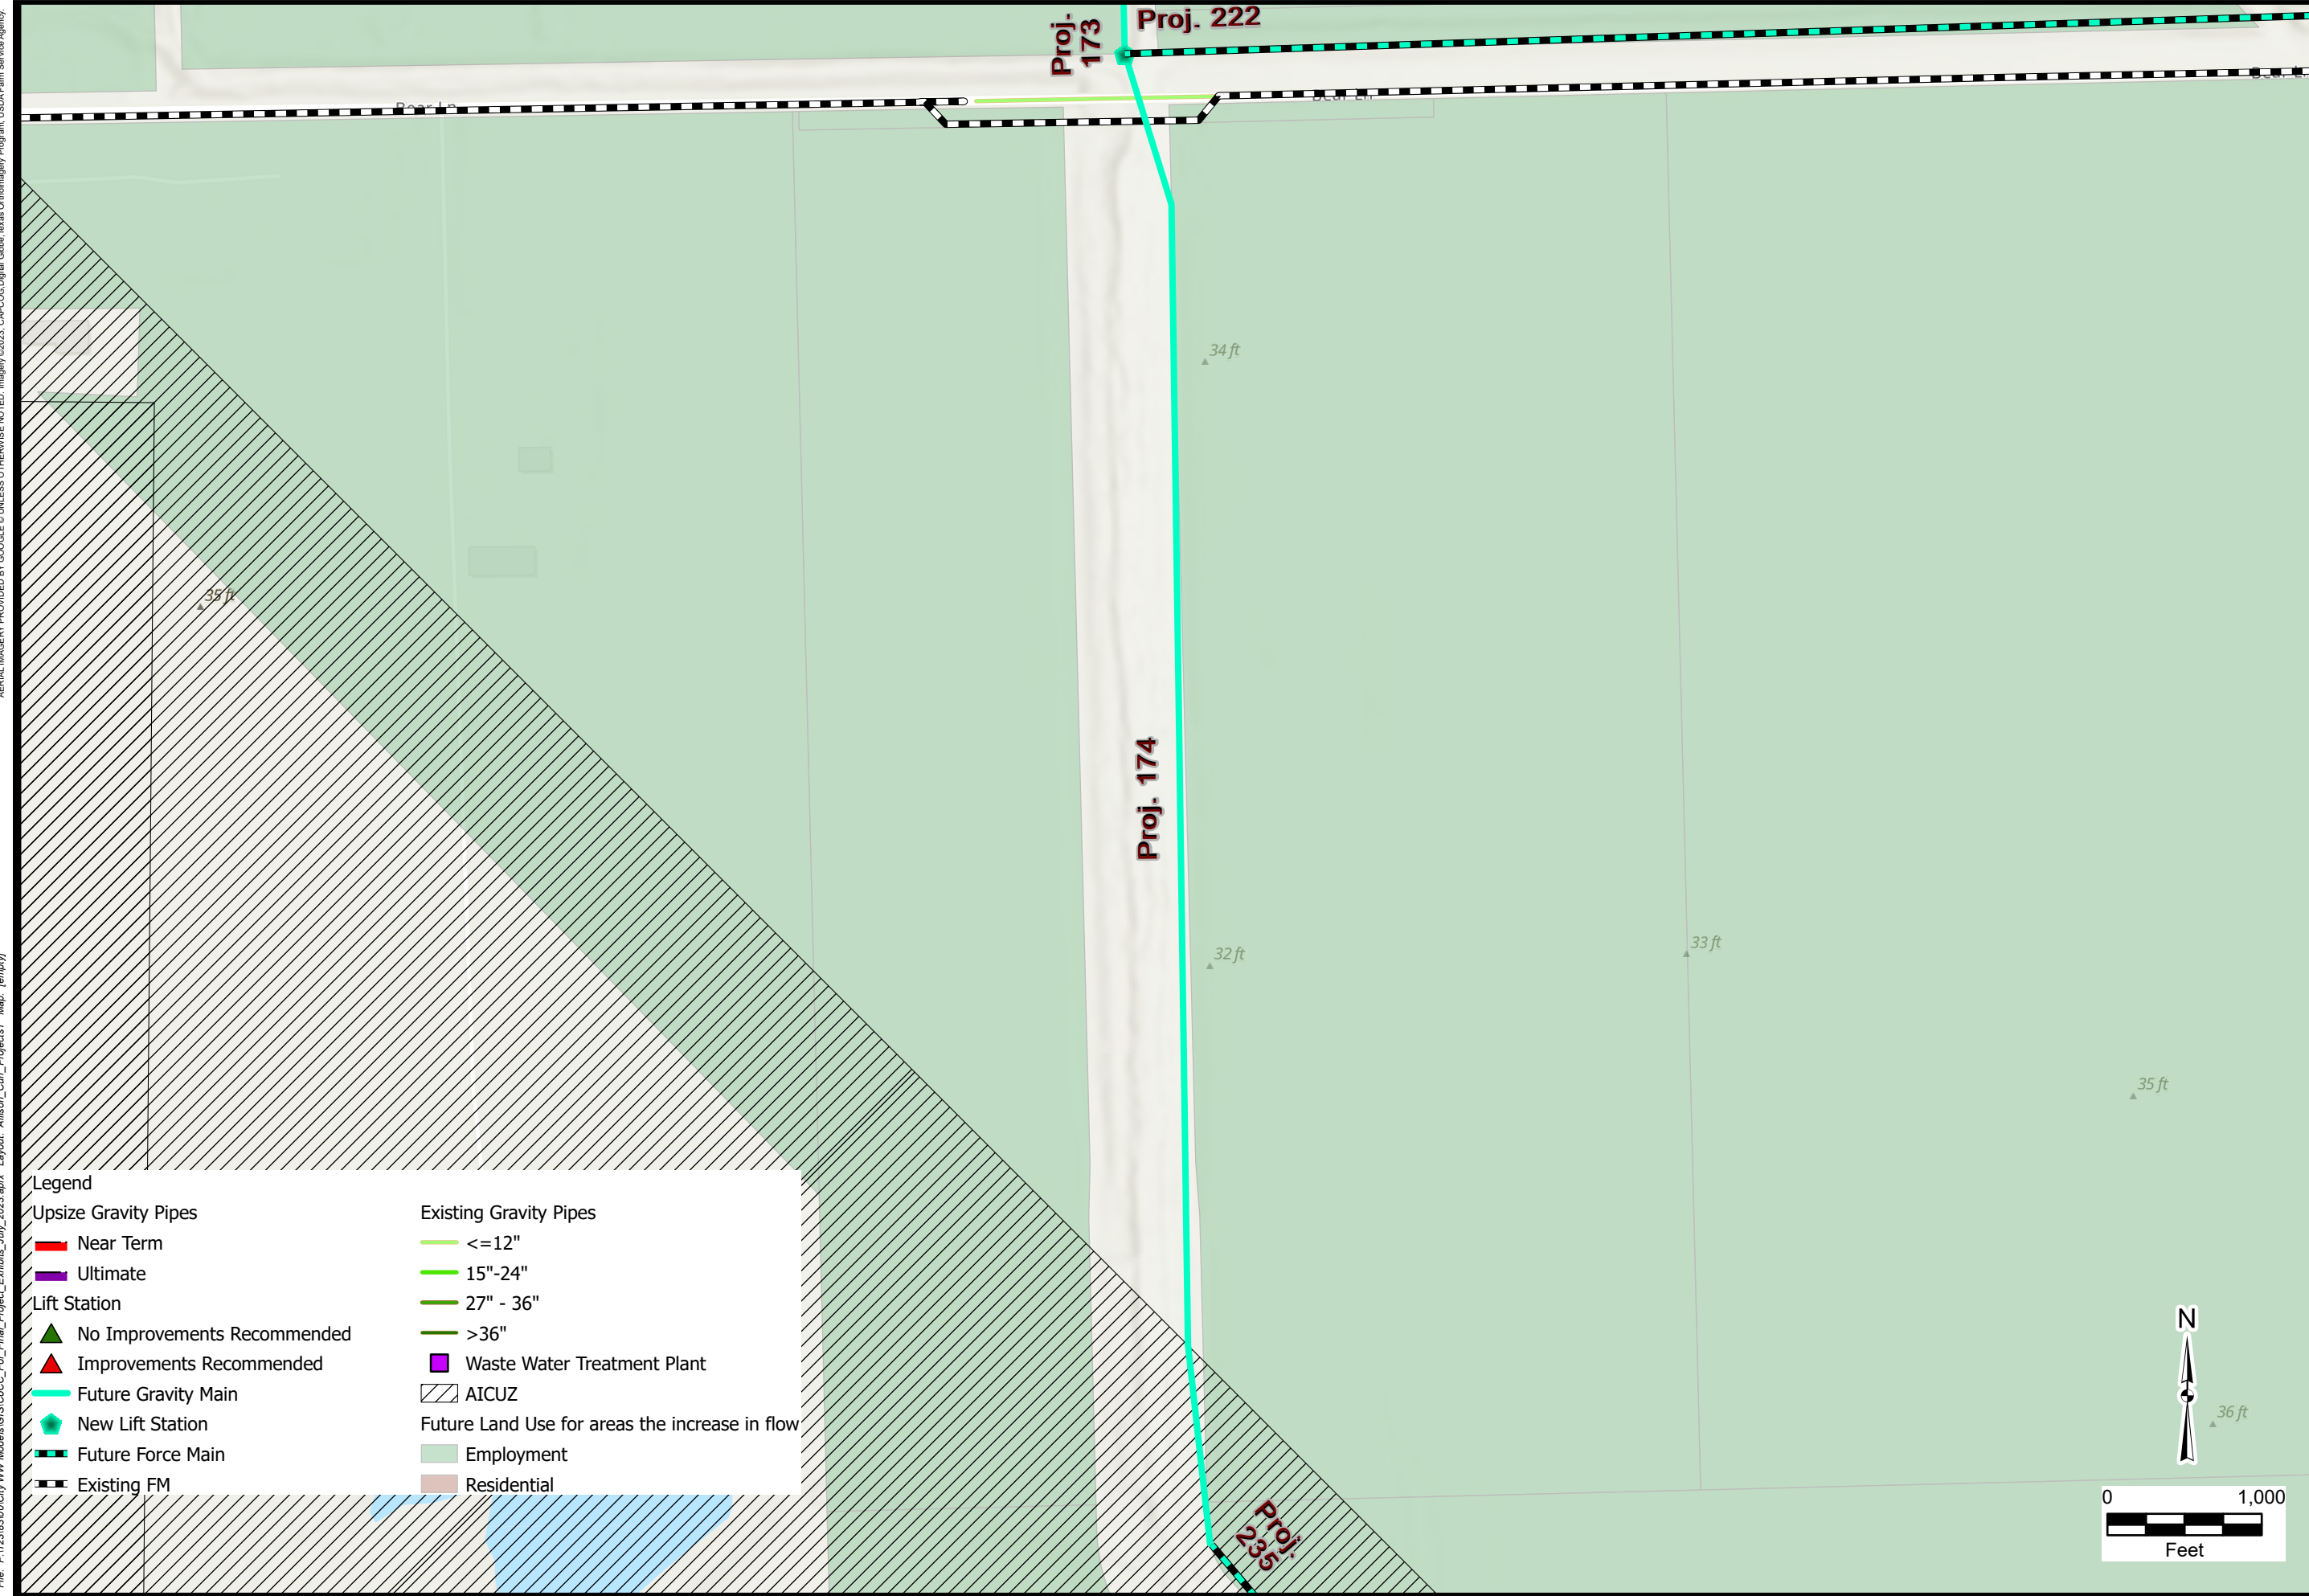 Proj.
173
Proj. 222
Bear Ln
34 ft
35 ft
Proj. 174
32 ft
33 ft
35 ft
36 ft
Proj.
235
Legend
Upsize Gravity Pipes
Near Term
Ultimate
Lift Station
No Improvements Recommended
Improvements Recommended
Future Gravity Main
New Lift Station
Future Force Main
Existing FM
Existing Gravity Pipes
<=12"
15"-24"
27" - 36"
>36"
Waste Water Treatment Plant
AICUZ
Future Land Use for areas the increase in flow
Employment
Residential
N
0 1,000
Feet